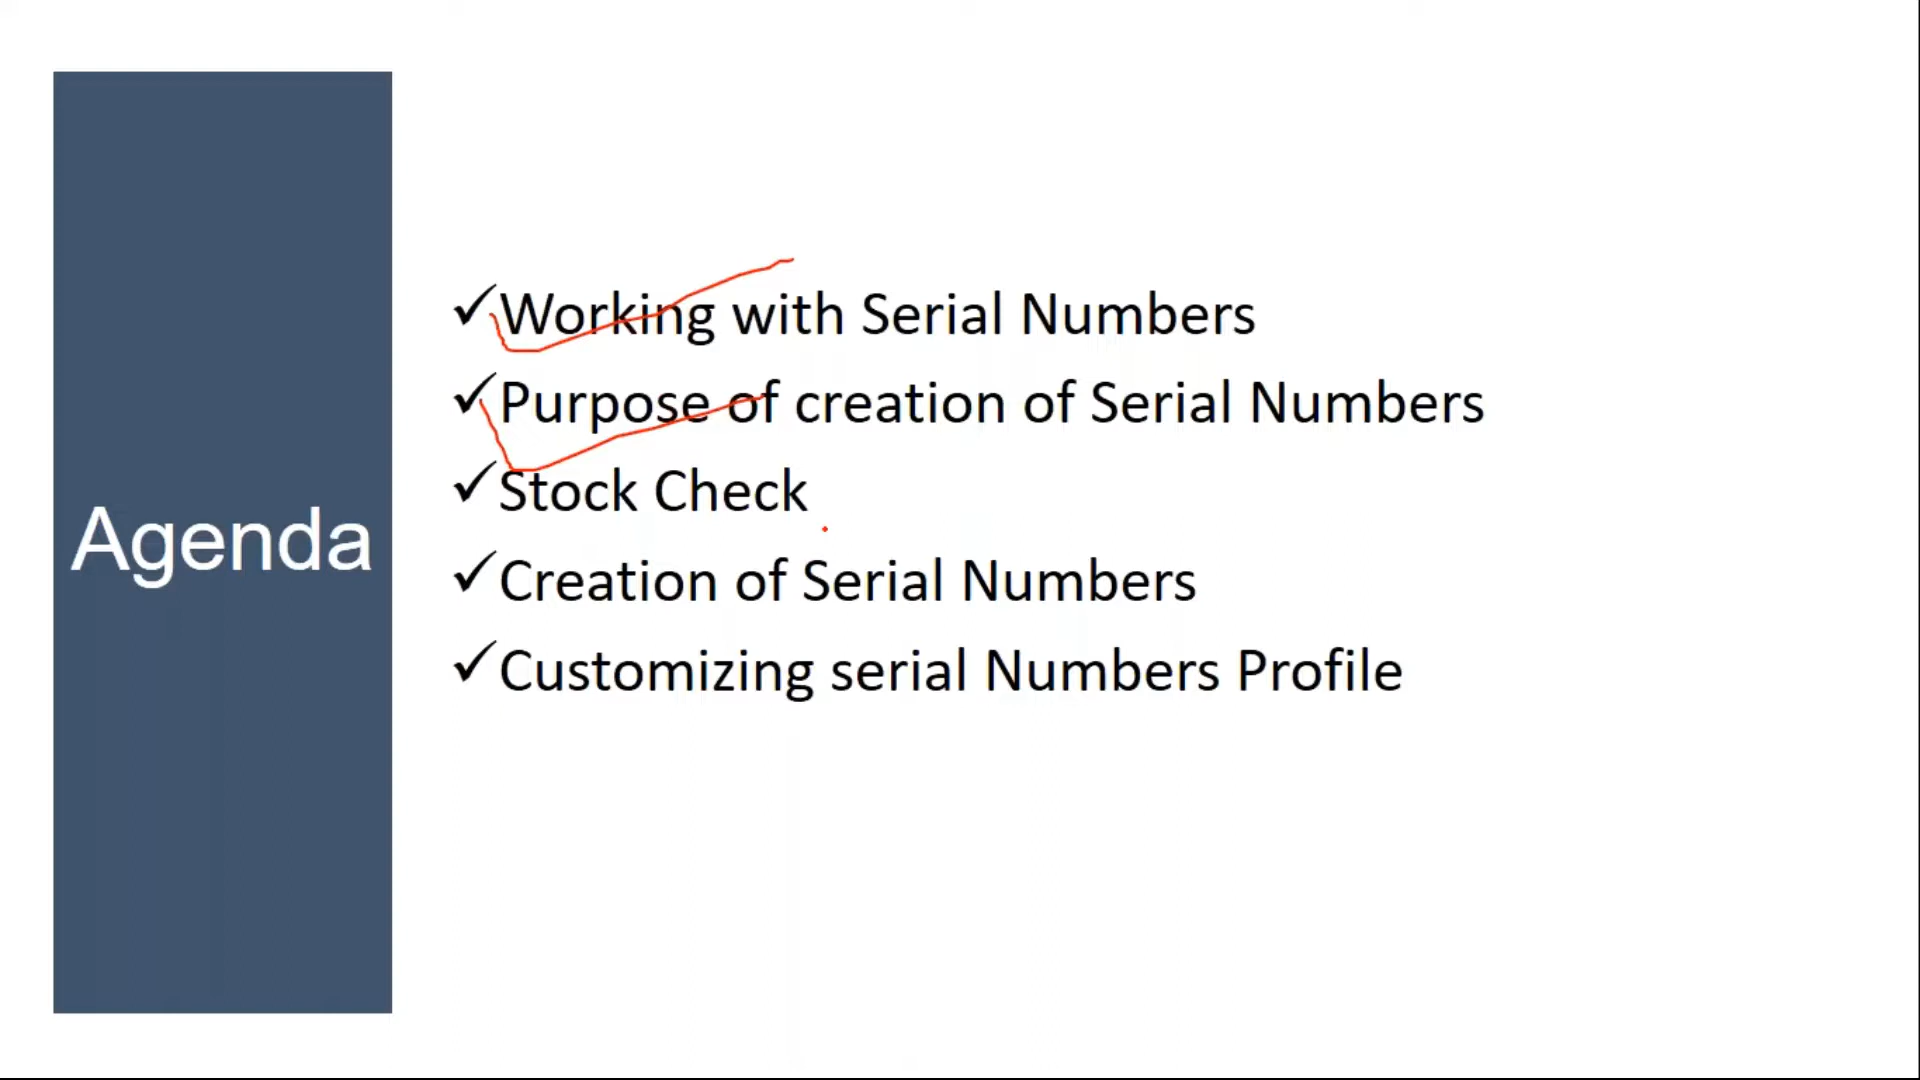 Agenda
✓Working with Serial Numbers
✓Purpose of creation of Serial Numbers
✓Stock Check
✓Creation of Serial Numbers
✓Customizing serial Numbers Profile